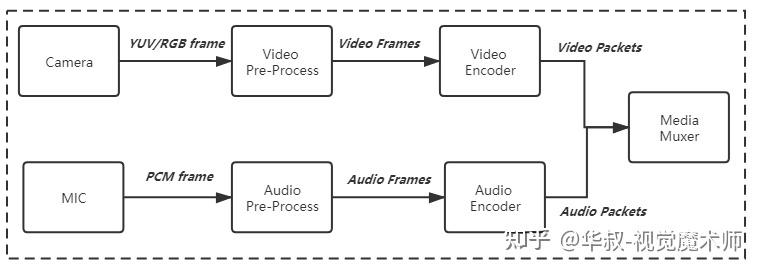 YUV/RGB frame
Video Frames
Video Packets
Camera
Video
Pre-Process
Video
Encoder
Media
Muxer
PCM frame
Audio Frames
MIC
Audio
Pre-Process
Audio
Encoder
Audio Packets
知乎 @华叔-视觉魔术师